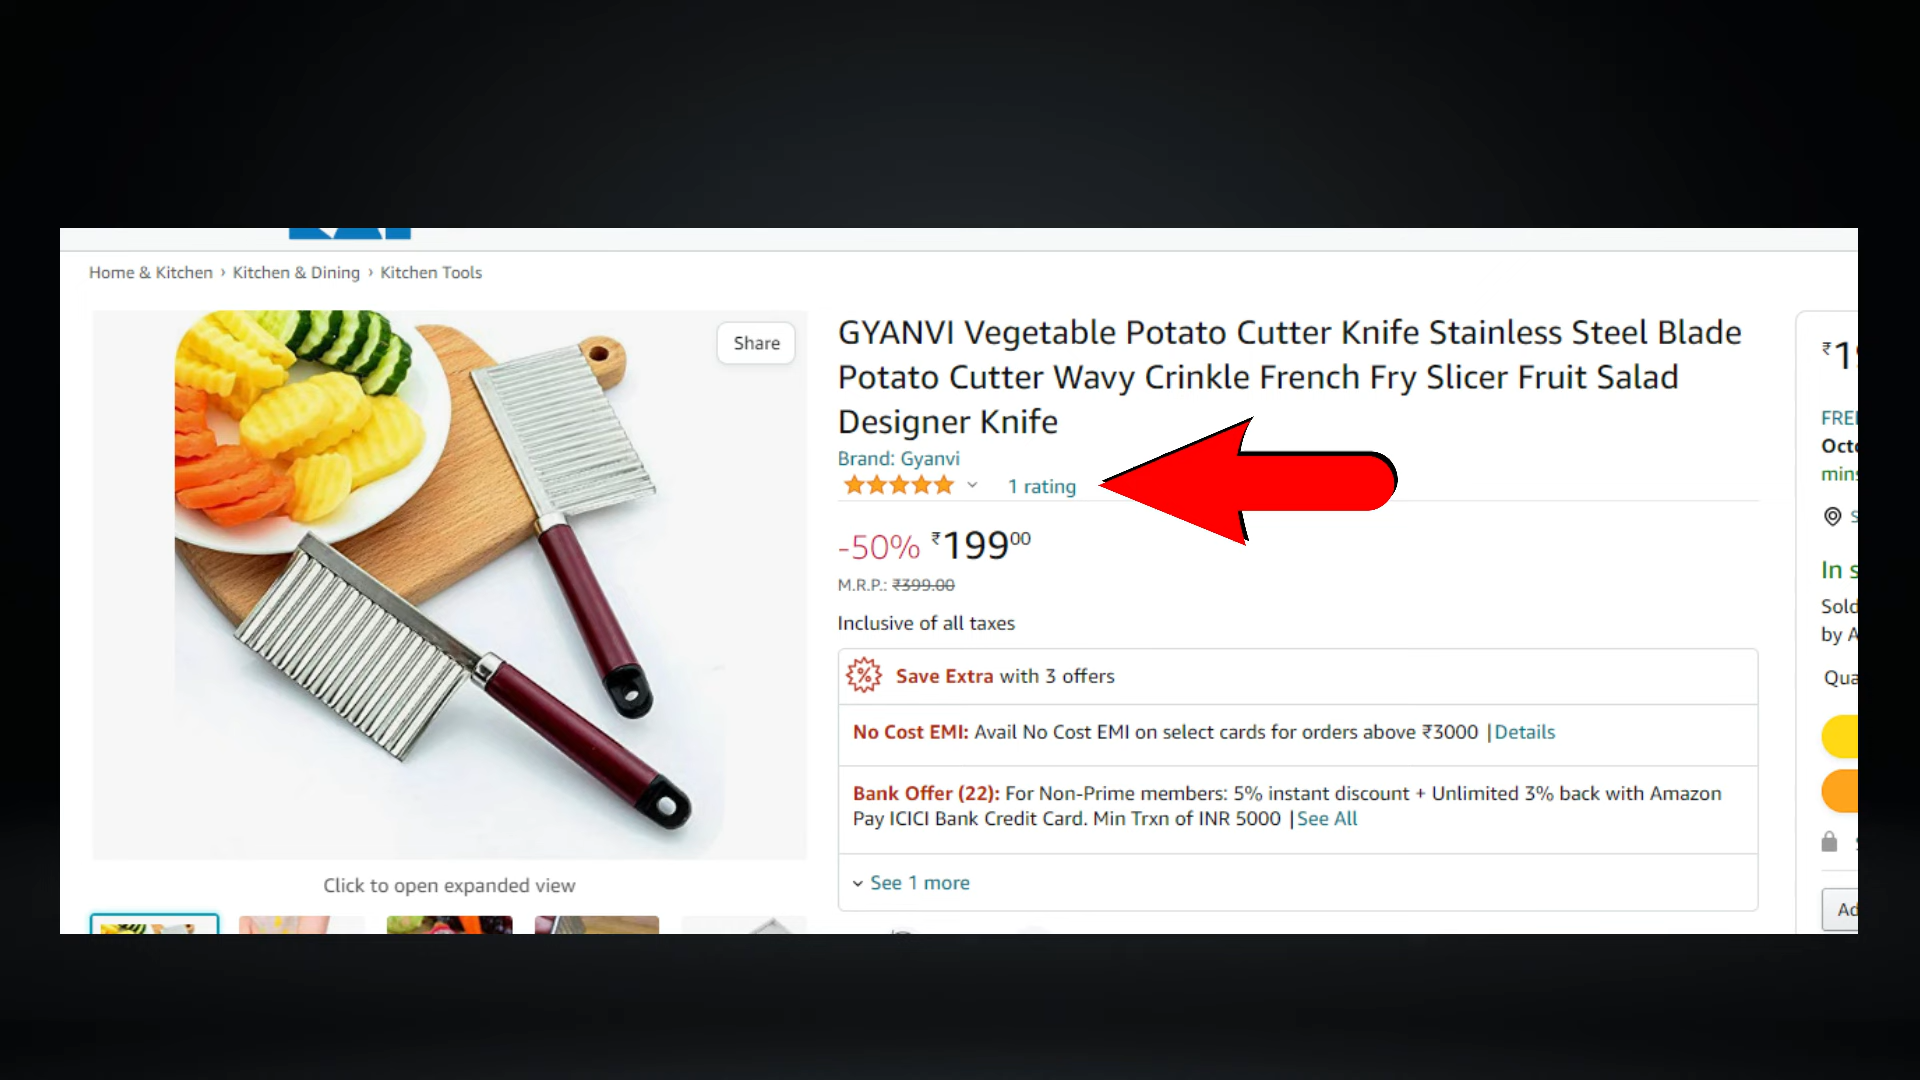 Home & Kitchen › Kitchen & Dining › Kitchen Tools
Share
GYANVI Vegetable Potato Cutter Knife Stainless Steel Blade
Potato Cutter Wavy Crinkle French Fry Slicer Fruit Salad
Designer Knife
Brand: Gyanvi
1 rating
-50% ₹19900
M.R.P.: ₹399.00
Inclusive of all taxes
Save Extra with 3 offers
No Cost EMI: Avail No Cost EMI on select cards for orders above ₹3000 |Details
Bank Offer (22): For Non-Prime members: 5% instant discount + Unlimited 3% back with Amazon
Pay ICICI Bank Credit Card. Min Trxn of INR 5000 |See All
See 1 more
Click to open expanded view
In s
Sold
by A